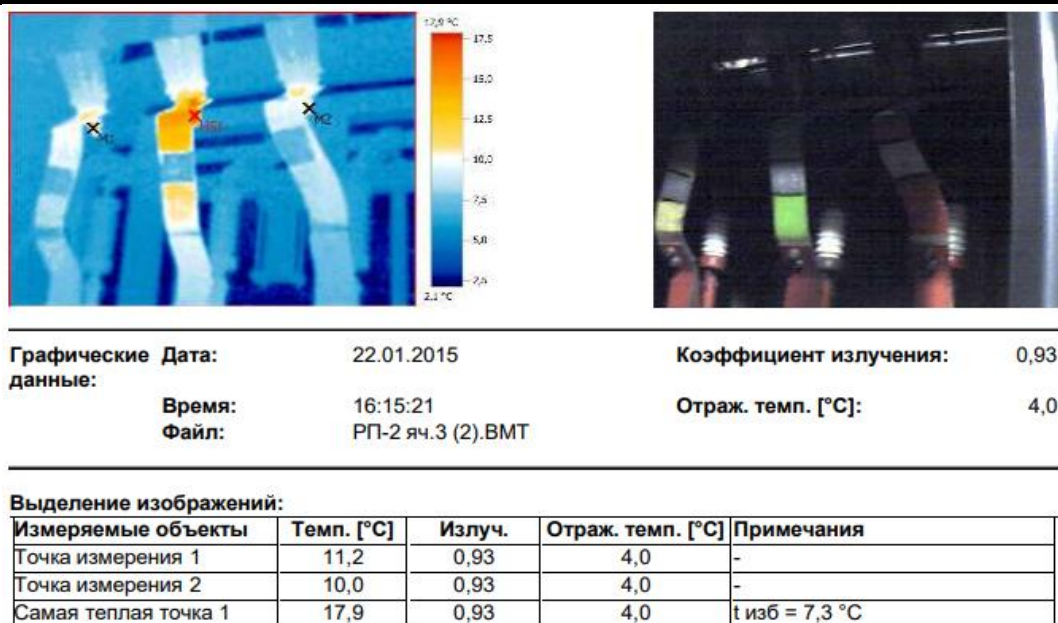 17,9 °C
17.5
15.0
12.5
10,0
7,5
5,0
2,5
2.1 °C
M1
HS1
M2
Графические данные:
Дата: 22.01.2015 Коэффициент излучения: 0,93
Время: 16:15:21 Отраж. темп. [°C]: 4,0
Файл: РП-2 яч.3 (2).BMT
Выделение изображений:
Измеряемые объекты Темп. [°C] Излуч. Отраж. темп. [°C] Примечания
Точка измерения 1 11,2 0,93 4,0 -
Точка измерения 2 10,0 0,93 4,0 -
Самая теплая точка 1 17,9 0,93 4,0 t изб = 7,3 °C